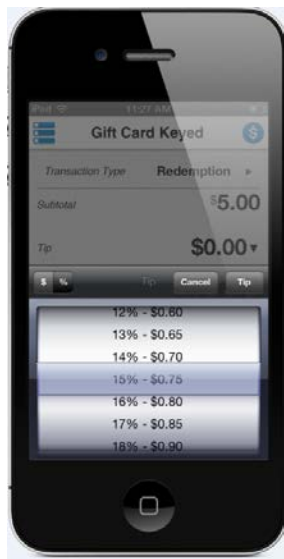 iPod 11:27 AM
Gift Card Keyed $
Transaction Type Redemption
Subtotal $5.00
Tip $0.00
$ % Tip Cancel Tip
12% - $0.60
13% - $0.65
14% - $0.70
15% - $0.75
16% - $0.80
17% - $0.85
18% - $0.90